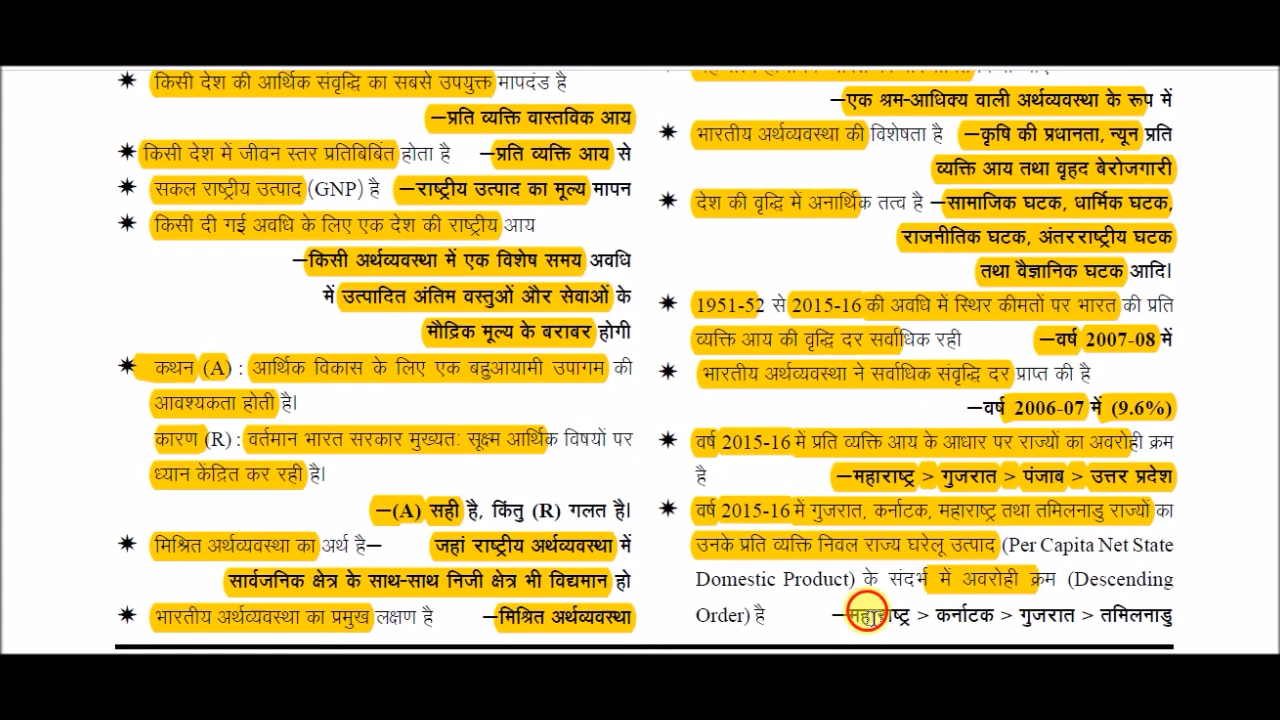 ✷ किसी देश की आर्थिक संवृद्धि का सबसे उपयुक्त मापदंड है
–प्रति व्यक्ति वास्तविक आय
✷ किसी देश में जीवन स्तर प्रतिबिंबित होता है –प्रति व्यक्ति आय से
✷ सकल राष्ट्रीय उत्पाद (GNP) है –राष्ट्रीय उत्पाद का मूल्य मापन
✷ किसी दी गई अवधि के लिए एक देश की राष्ट्रीय आय
–किसी अर्थव्यवस्था में एक विशेष समय अवधि
में उत्पादित अंतिम वस्तुओं और सेवाओं के
मौद्रिक मूल्य के बराबर होगी
✷ कथन (A) : आर्थिक विकास के लिए एक बहुआयामी उपागम की
आवश्यकता होती है।
कारण (R) : वर्तमान भारत सरकार मुख्यतः सूक्ष्म आर्थिक विषयों पर
ध्यान केंद्रित कर रही है।
–(A) सही है, किंतु (R) गलत है।
✷ मिश्रित अर्थव्यवस्था का अर्थ है– जहां राष्ट्रीय अर्थव्यवस्था में
सार्वजनिक क्षेत्र के साथ-साथ निजी क्षेत्र भी विद्यमान हो
✷ भारतीय अर्थव्यवस्था का प्रमुख लक्षण है –मिश्रित अर्थव्यवस्था
–एक श्रम-आधिक्य वाली अर्थव्यवस्था के रूप में
✷ भारतीय अर्थव्यवस्था की विशेषता है –कृषि की प्रधानता, न्यून प्रति
व्यक्ति आय तथा वृहद बेरोजगारी
✷ देश की वृद्धि में अनार्थिक तत्व है –सामाजिक घटक, धार्मिक घटक,
राजनीतिक घटक, अंतरराष्ट्रीय घटक
तथा वैज्ञानिक घटक आदि।
✷ 1951-52 से 2015-16 की अवधि में स्थिर कीमतों पर भारत की प्रति
व्यक्ति आय की वृद्धि दर सर्वाधिक रही –वर्ष 2007-08 में
✷ भारतीय अर्थव्यवस्था ने सर्वाधिक संवृद्धि दर प्राप्त की है
–वर्ष 2006-07 में (9.6%)
✷ वर्ष 2015-16 में प्रति व्यक्ति आय के आधार पर राज्यों का अवरोही क्रम
है –महाराष्ट्र > गुजरात > पंजाब > उत्तर प्रदेश
✷ वर्ष 2015-16 में गुजरात, कर्नाटक, महाराष्ट्र तथा तमिलनाडु राज्यों का
उनके प्रति व्यक्ति निवल राज्य घरेलू उत्पाद (Per Capita Net State
Domestic Product) के संदर्भ में अवरोही क्रम (Descending
Order) है –महाराष्ट्र > कर्नाटक > गुजरात > तमिलनाडु